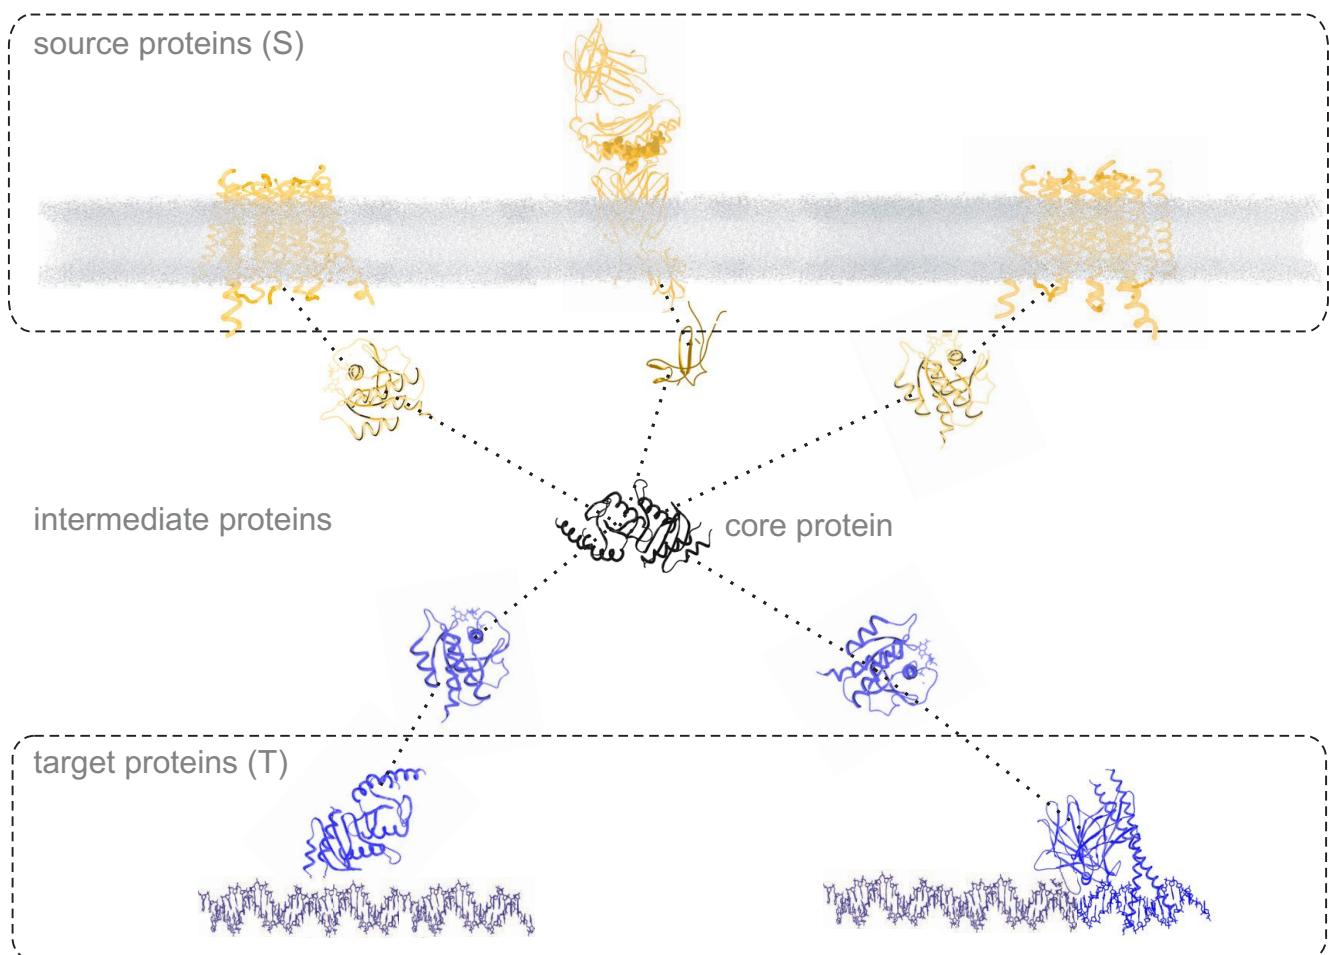 source proteins (S)
intermediate proteins
core protein
target proteins (T)